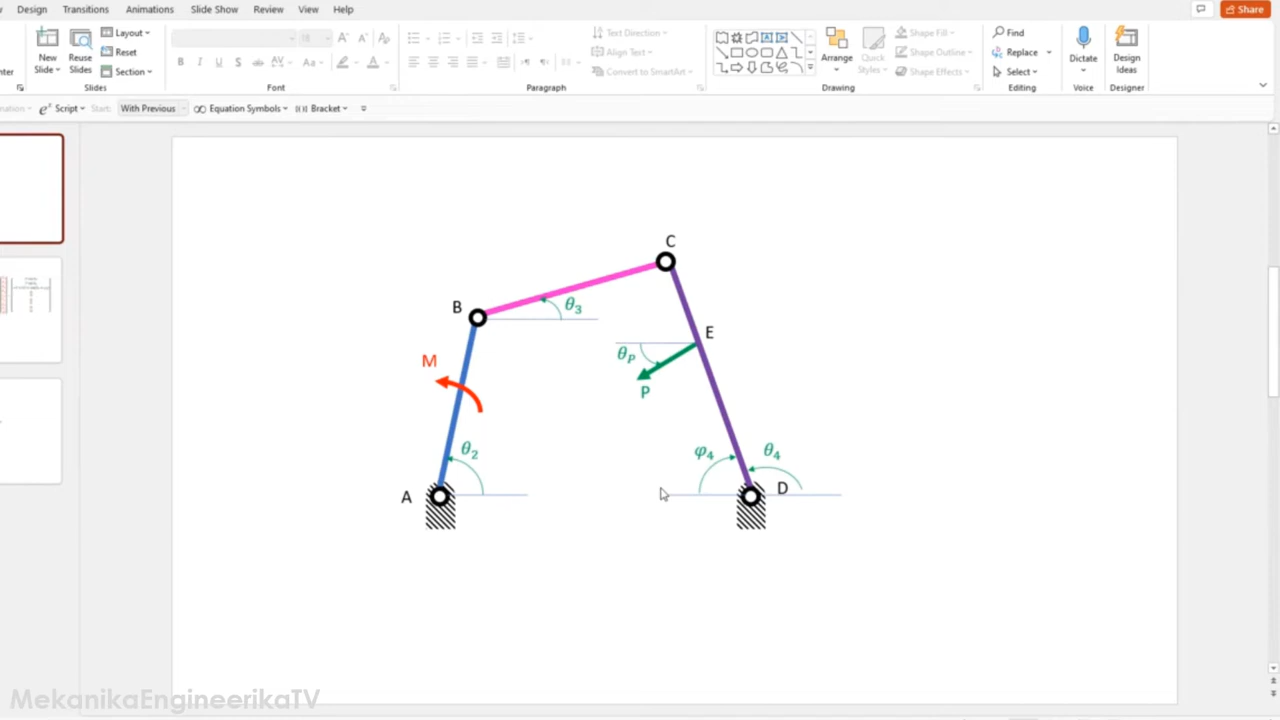 Design Transitions Animations Slide Show Review View Help Share
Layout
Reset
Section
New
Slide
Reuse
Slides
Slides
B I U S ab AV Aa A
Font
Text Direction
Align Text
Convert to SmartArt
Paragraph
Arrange
Quick
Styles
Shape Fill
Shape Outline
Shape Effects
Drawing
Find
Replace
Select
Editing
Dictate
Voice
Design
Ideas
Designer
Script Start: With Previous Equation Symbols Bracket
C
B
θ3
E
M
θP
P
θ2
φ4
θ4
A
D
MekanikaEngineerikaTV